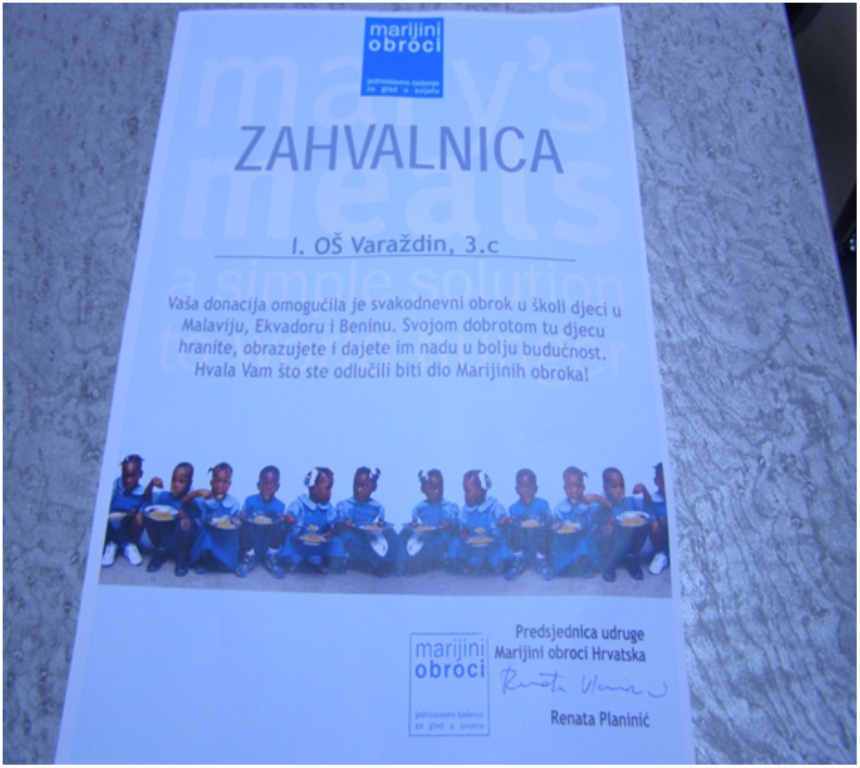 marijini
obroci
jednostavno rješenje
za glad u svijetu
mary's
meals
ZAHVALNICA
I. OŠ Varaždin, 3.c
a simple solution
Vaša donacija omogućila je svakodnevni obrok u školi djeci u
Malaviju, Ekvadoru i Beninu. Svojom dobrotom tu djecu
hranite, obrazujete i dajete im nadu u bolju budućnost.
Hvala Vam što ste odlučili biti dio Marijinih obroka!
Predsjednica udruge
Marijini obroci Hrvatska
marijini
obroci
jednostavno rješenje
za glad u svijetu
Renata Planinić